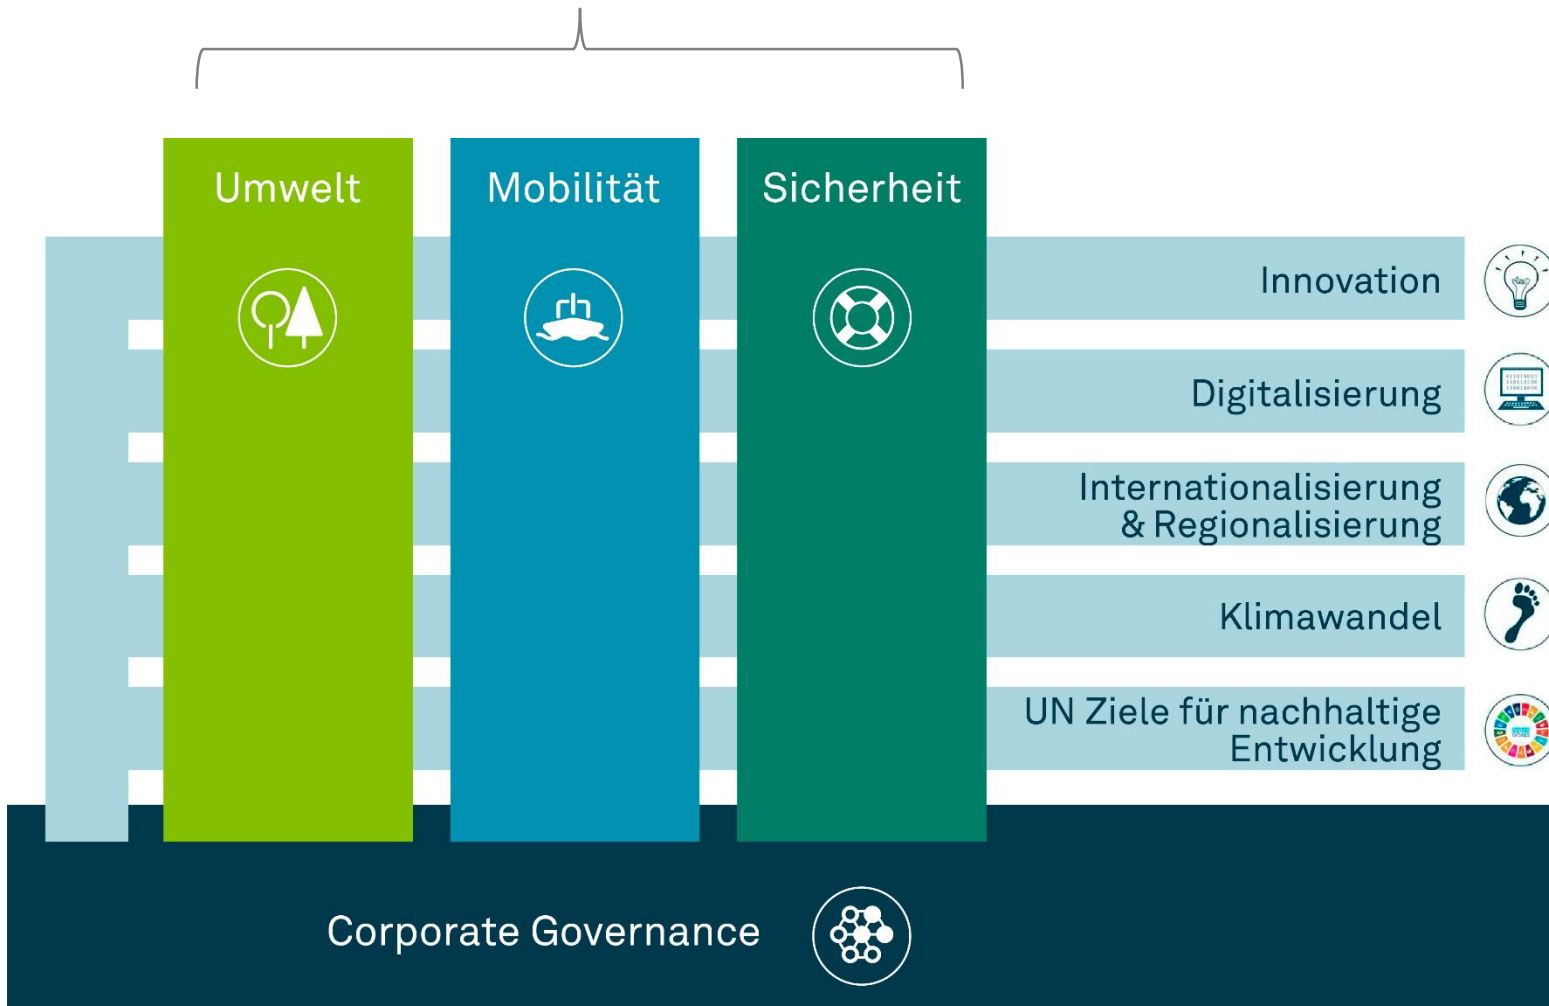 Umwelt
Mobilität
Sicherheit
Innovation
Digitalisierung
Internationalisierung
& Regionalisierung
Klimawandel
UN Ziele für nachhaltige
Entwicklung
Corporate Governance